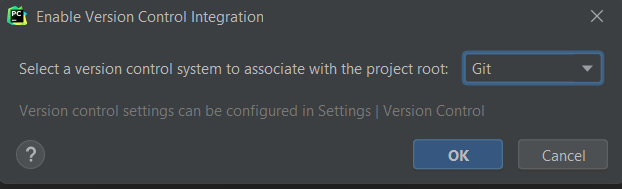 PC
Enable Version Control Integration
Select a version control system to associate with the project root: Git
Version control settings can be configured in Settings | Version Control
? OK Cancel